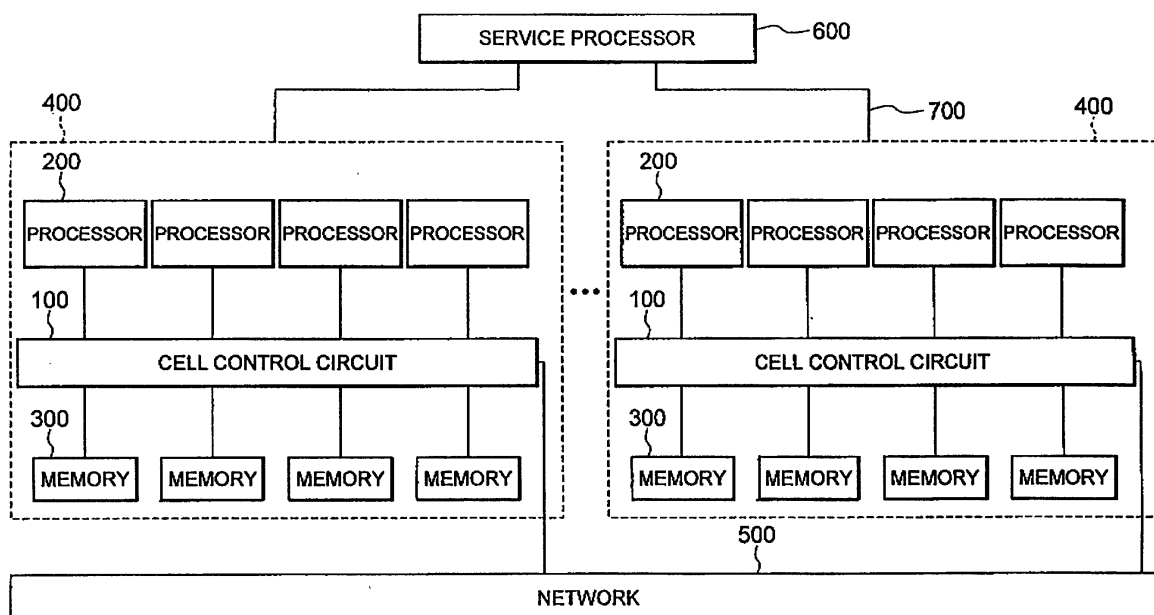 SERVICE PROCESSOR
600
700
400
400
200
200
PROCESSOR PROCESSOR PROCESSOR PROCESSOR
PROCESSOR PROCESSOR PROCESSOR PROCESSOR
100
100
CELL CONTROL CIRCUIT
CELL CONTROL CIRCUIT
300
300
MEMORY MEMORY MEMORY MEMORY
MEMORY MEMORY MEMORY MEMORY
500
NETWORK